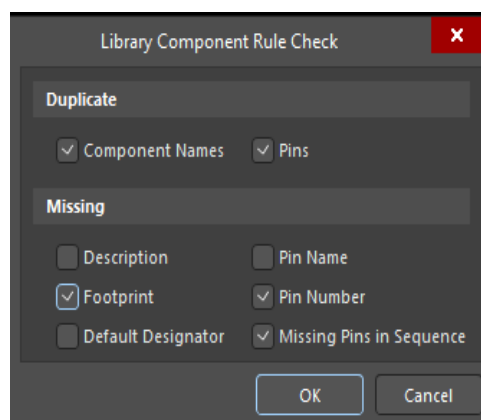 Library Component Rule Check
Duplicate
Component Names Pins
Missing
Description Pin Name
Footprint Pin Number
Default Designator Missing Pins in Sequence
OK Cancel